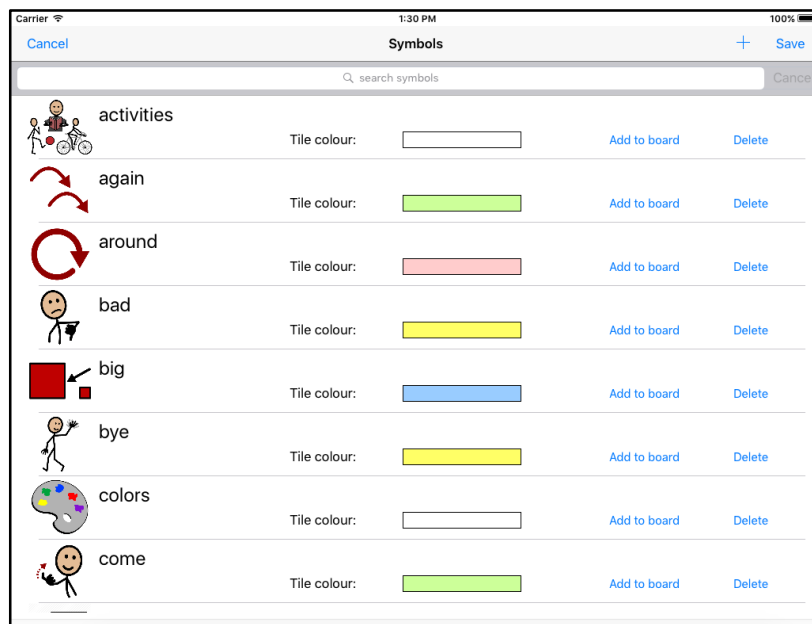 Carrier 1:30 PM 100%
Cancel Symbols + Save
search symbols Cance
activities
Tile colour: Add to board Delete
again
Tile colour: Add to board Delete
around
Tile colour: Add to board Delete
bad
Tile colour: Add to board Delete
big
Tile colour: Add to board Delete
bye
Tile colour: Add to board Delete
colors
Tile colour: Add to board Delete
come
Tile colour: Add to board Delete